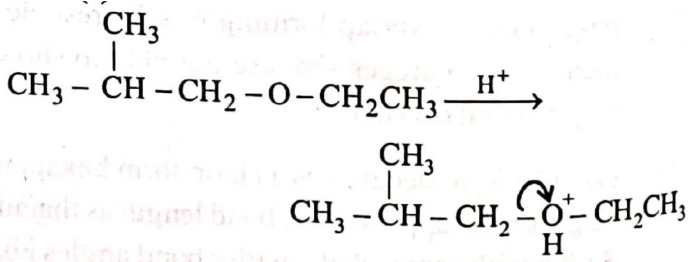 CH₃
CH₃ – CH – CH₂ – O – CH₂CH₃ H⁺
CH₃
CH₃ – CH – CH₂ – O⁺ – CH₂CH₃
H